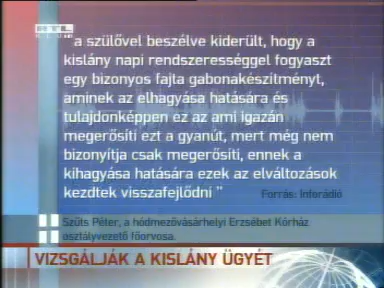 RTL
KLUB
" a szülővel beszélve kiderült, hogy a
kislány napi rendszerességgel fogyaszt
egy bizonyos fajta gabonakészítményt,
aminek az elhagyása hatására és
tulajdonképpen ez az ami igazán
megerősíti ezt a gyanút, mert még nem
bizonyítja csak megerősíti, ennek a
kihagyása hatására ezek az elváltozások
kezdtek visszafejlődni "
Forrás: Inforádió
Szűts Péter, a hódmezővásárhelyi Erzsébet Kórház
osztályvezető főorvosa.
VIZSGÁLJÁK A KISLÁNY ÜGYÉT